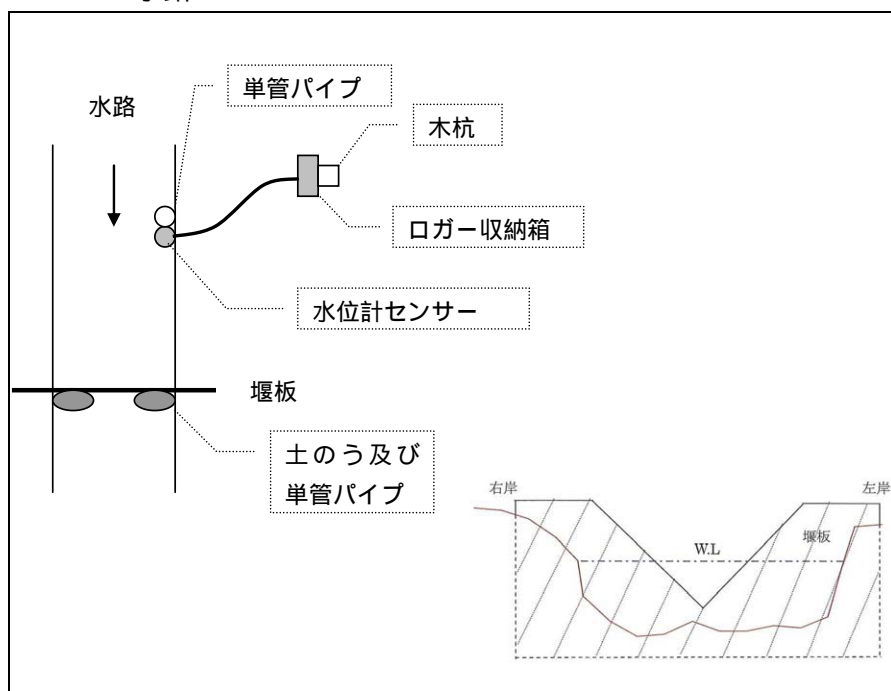 単管パイプ
水路
木杭
ロガー収納箱
水位計センサー
堰板
土のう及び
単管パイプ
右岸
左岸
堰板
W.L